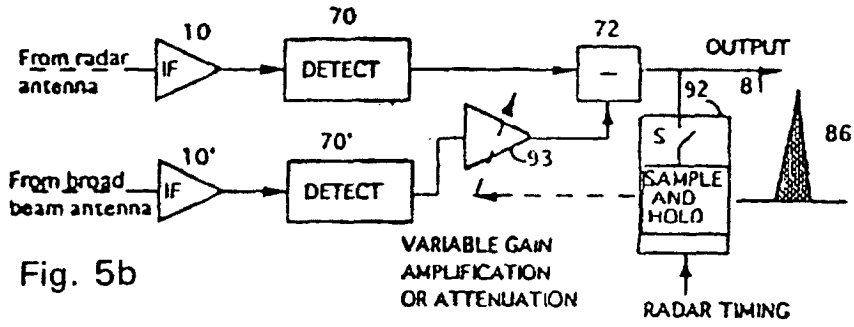 10
70
72
From radar
antenna
IF
DETECT
–
OUTPUT
81
92
86
10'
70'
93
S
SAMPLE
AND
HOLD
From broad
beam antenna
IF
DETECT
VARIABLE GAIN
AMPLIFICATION
OR ATTENUATION
RADAR TIMING
Fig. 5b